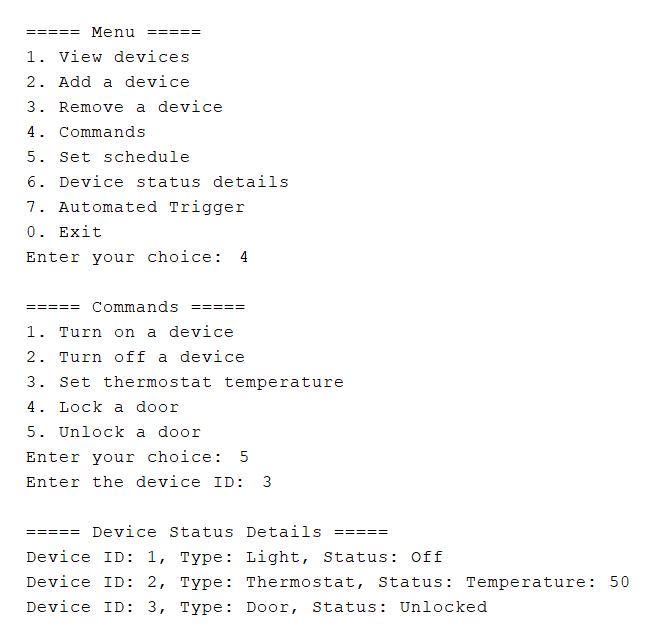 ===== Menu =====
1. View devices
2. Add a device
3. Remove a device
4. Commands
5. Set schedule
6. Device status details
7. Automated Trigger
0. Exit
Enter your choice: 4
===== Commands =====
1. Turn on a device
2. Turn off a device
3. Set thermostat temperature
4. Lock a door
5. Unlock a door
Enter your choice: 5
Enter the device ID: 3
===== Device Status Details =====
Device ID: 1, Type: Light, Status: Off
Device ID: 2, Type: Thermostat, Status: Temperature: 50
Device ID: 3, Type: Door, Status: Unlocked